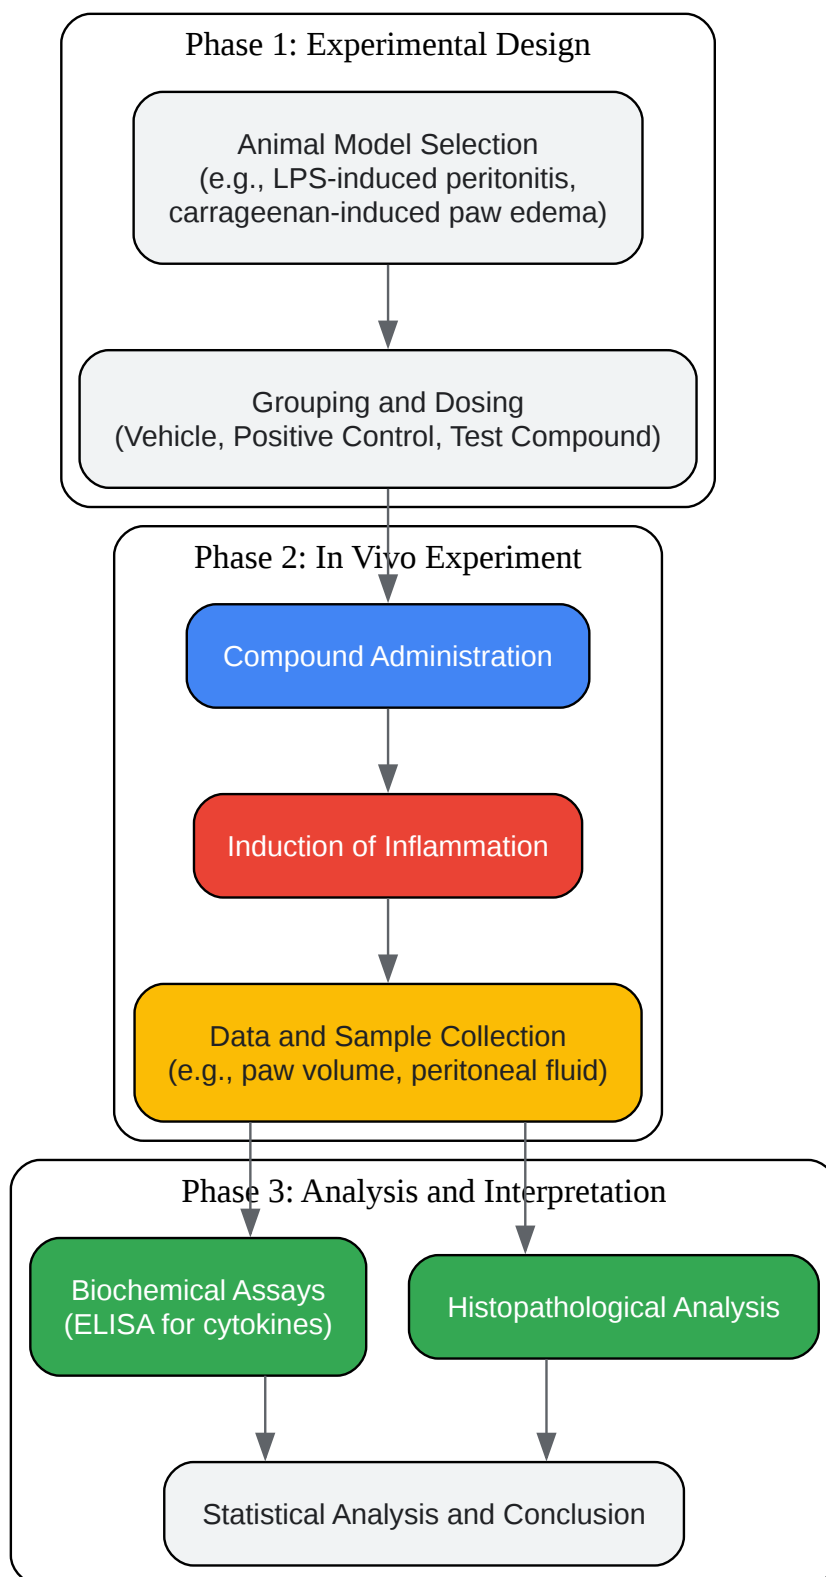 Phase 1: Experimental Design
Animal Model Selection
(e.g., LPS-induced peritonitis,
carrageenan-induced paw edema)
Grouping and Dosing
(Vehicle, Positive Control, Test Compound)
Phase 2: In Vivo Experiment
Compound Administration
Induction of Inflammation
Data and Sample Collection
(e.g., paw volume, peritoneal fluid)
Phase 3: Analysis and Interpretation
Biochemical Assays
(ELISA for cytokines)
Histopathological Analysis
Statistical Analysis and Conclusion